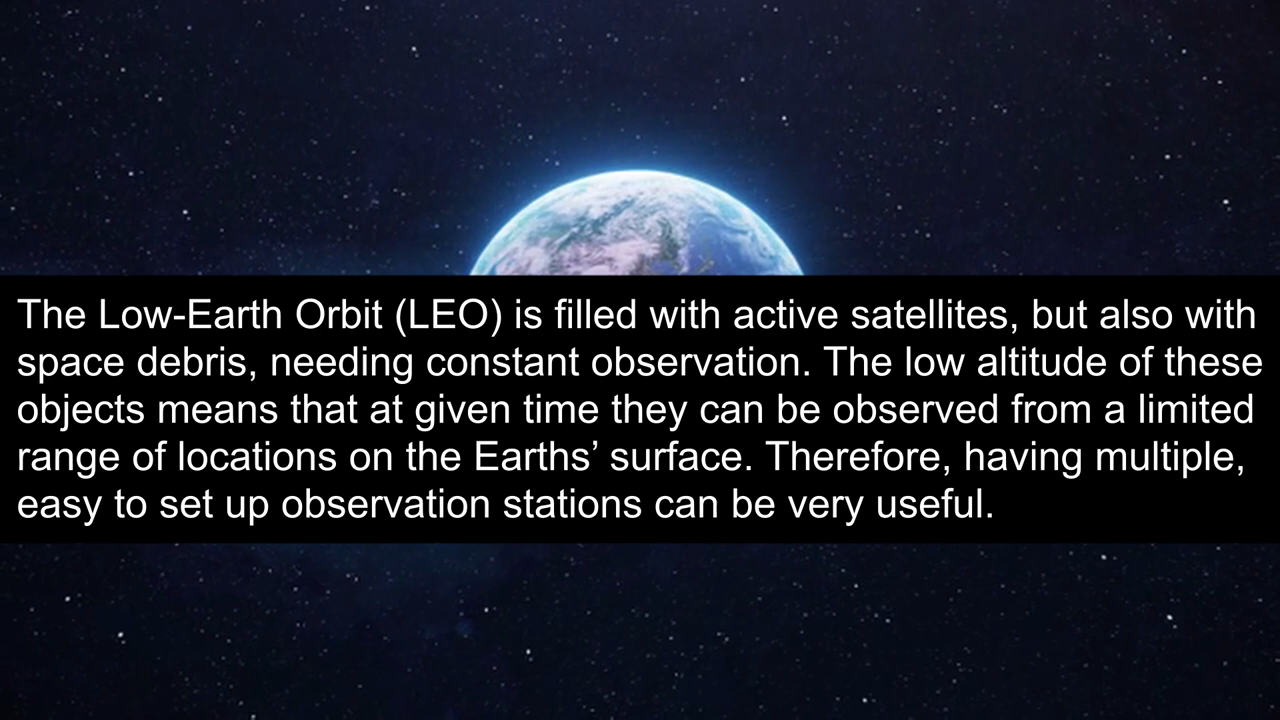 The Low-Earth Orbit (LEO) is filled with active satellites, but also with
space debris, needing constant observation. The low altitude of these
objects means that at given time they can be observed from a limited
range of locations on the Earths’ surface. Therefore, having multiple,
easy to set up observation stations can be very useful.